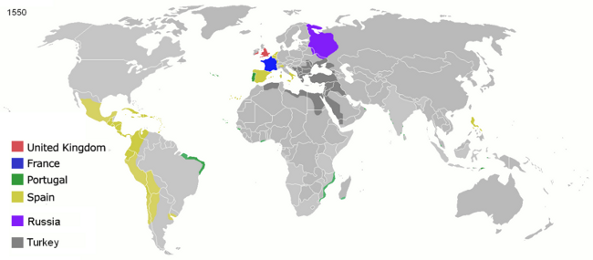 1550
United Kingdom
France
Portugal
Spain
Russia
Turkey